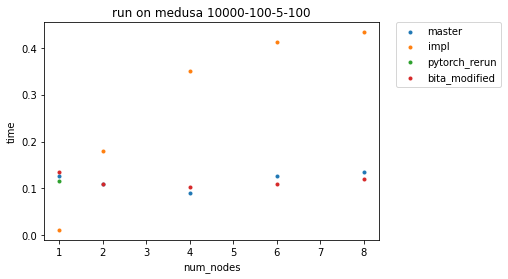 run on medusa 10000-100-5-100
master
impl
pytorch_rerun
bita_modified
time
0.4
0.3
0.2
0.1
0.0
1 2 3 4 5 6 7 8
num_nodes